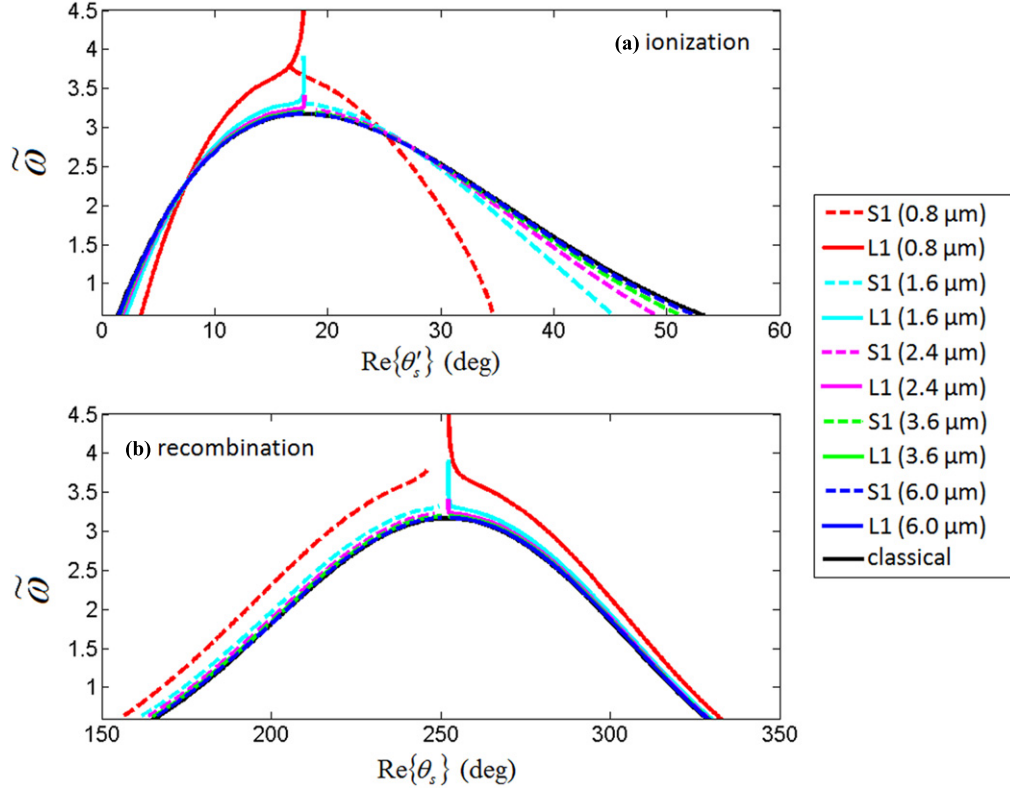 4.5
4
3.5
3
2.5
2
1.5
1
ω̃
(a) ionization
0 10 20 30 40 50 60
Re{θ′ₛ} (deg)
4.5
4
3.5
3
2.5
2
1.5
1
ω̃
(b) recombination
150 200 250 300 350
Re{θₛ} (deg)
S1 (0.8 μm)
L1 (0.8 μm)
S1 (1.6 μm)
L1 (1.6 μm)
S1 (2.4 μm)
L1 (2.4 μm)
S1 (3.6 μm)
L1 (3.6 μm)
S1 (6.0 μm)
L1 (6.0 μm)
classical